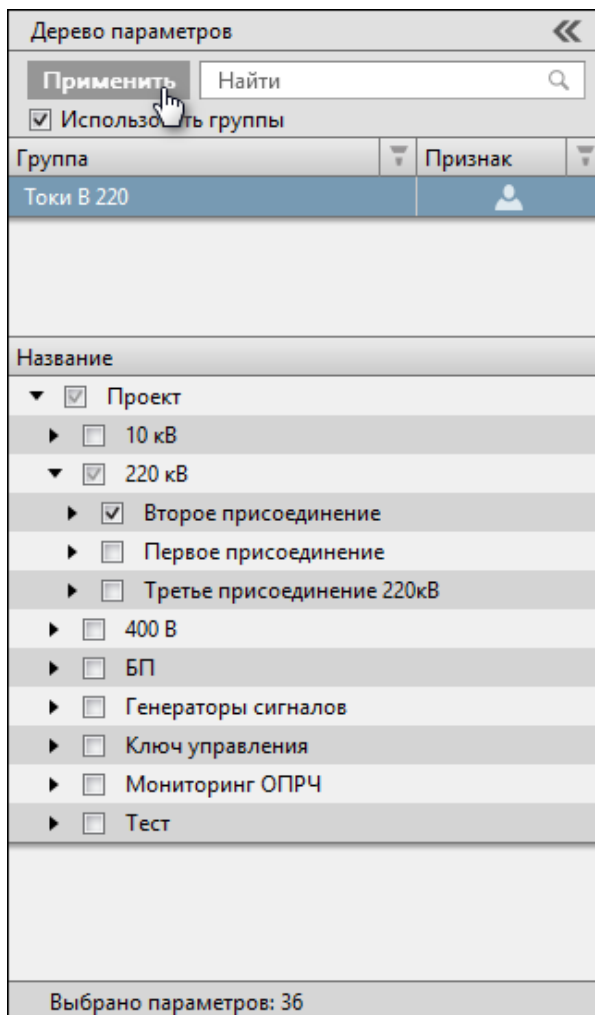 Дерево параметров
Применить Найти
Использовать группы
Группа Признак
Токи В 220
Название
Проект
10 кВ
220 кВ
Второе присоединение
Первое присоединение
Третье присоединение 220кВ
400 В
БП
Генераторы сигналов
Ключ управления
Мониторинг ОПРЧ
Тест
Выбрано параметров: 36